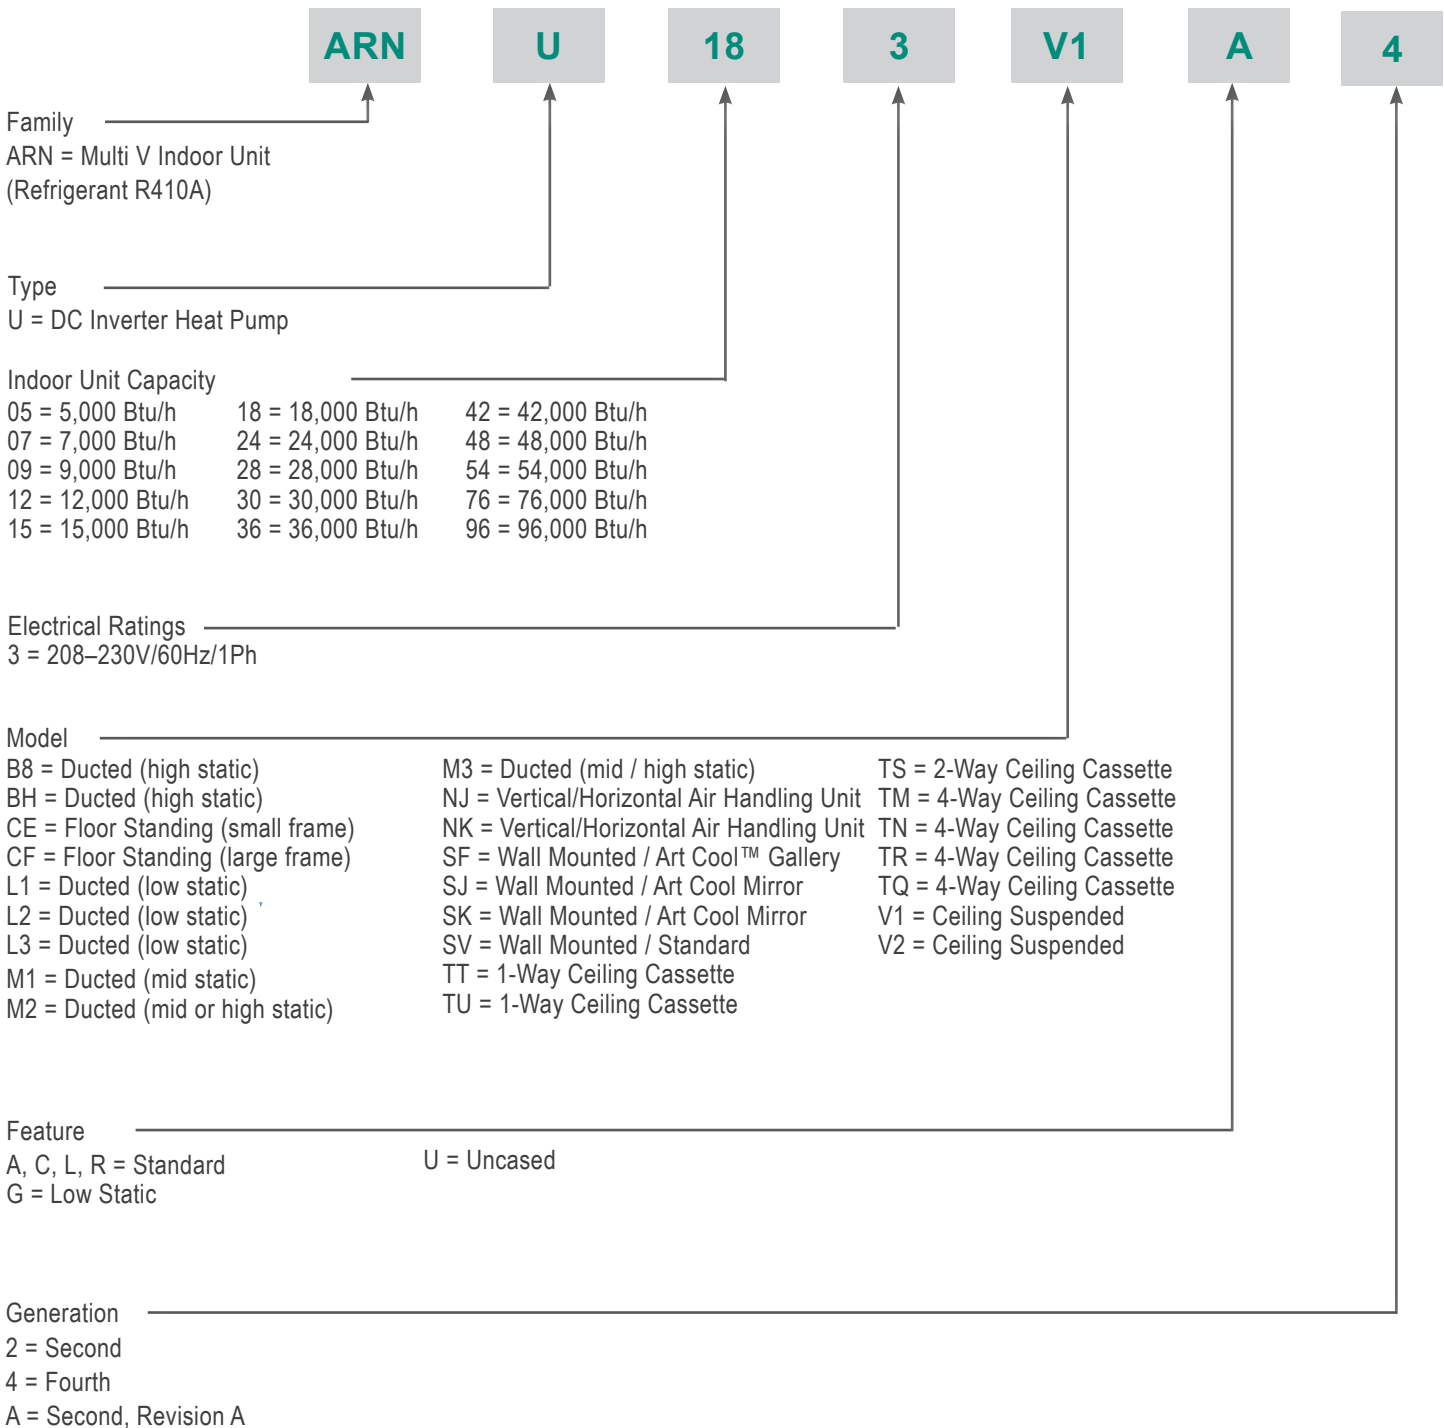 ARN U 18 3 V1 A 4
Family
ARN = Multi V Indoor Unit
(Refrigerant R410A)
Type
U = DC Inverter Heat Pump
Indoor Unit Capacity
05 = 5,000 Btu/h 18 = 18,000 Btu/h 42 = 42,000 Btu/h
07 = 7,000 Btu/h 24 = 24,000 Btu/h 48 = 48,000 Btu/h
09 = 9,000 Btu/h 28 = 28,000 Btu/h 54 = 54,000 Btu/h
12 = 12,000 Btu/h 30 = 30,000 Btu/h 76 = 76,000 Btu/h
15 = 15,000 Btu/h 36 = 36,000 Btu/h 96 = 96,000 Btu/h
Electrical Ratings
3 = 208–230V/60Hz/1Ph
Model
B8 = Ducted (high static)
BH = Ducted (high static)
CE = Floor Standing (small frame)
CF = Floor Standing (large frame)
L1 = Ducted (low static)
L2 = Ducted (low static)
L3 = Ducted (low static)
M1 = Ducted (mid static)
M2 = Ducted (mid or high static)
M3 = Ducted (mid / high static)
NJ = Vertical/Horizontal Air Handling Unit
NK = Vertical/Horizontal Air Handling Unit
SF = Wall Mounted / Art Cool™ Gallery
SJ = Wall Mounted / Art Cool Mirror
SK = Wall Mounted / Art Cool Mirror
SV = Wall Mounted / Standard
TT = 1-Way Ceiling Cassette
TU = 1-Way Ceiling Cassette
TS = 2-Way Ceiling Cassette
TM = 4-Way Ceiling Cassette
TN = 4-Way Ceiling Cassette
TR = 4-Way Ceiling Cassette
TQ = 4-Way Ceiling Cassette
V1 = Ceiling Suspended
V2 = Ceiling Suspended
Feature
A, C, L, R = Standard
G = Low Static
U = Uncased
Generation
2 = Second
4 = Fourth
A = Second, Revision A